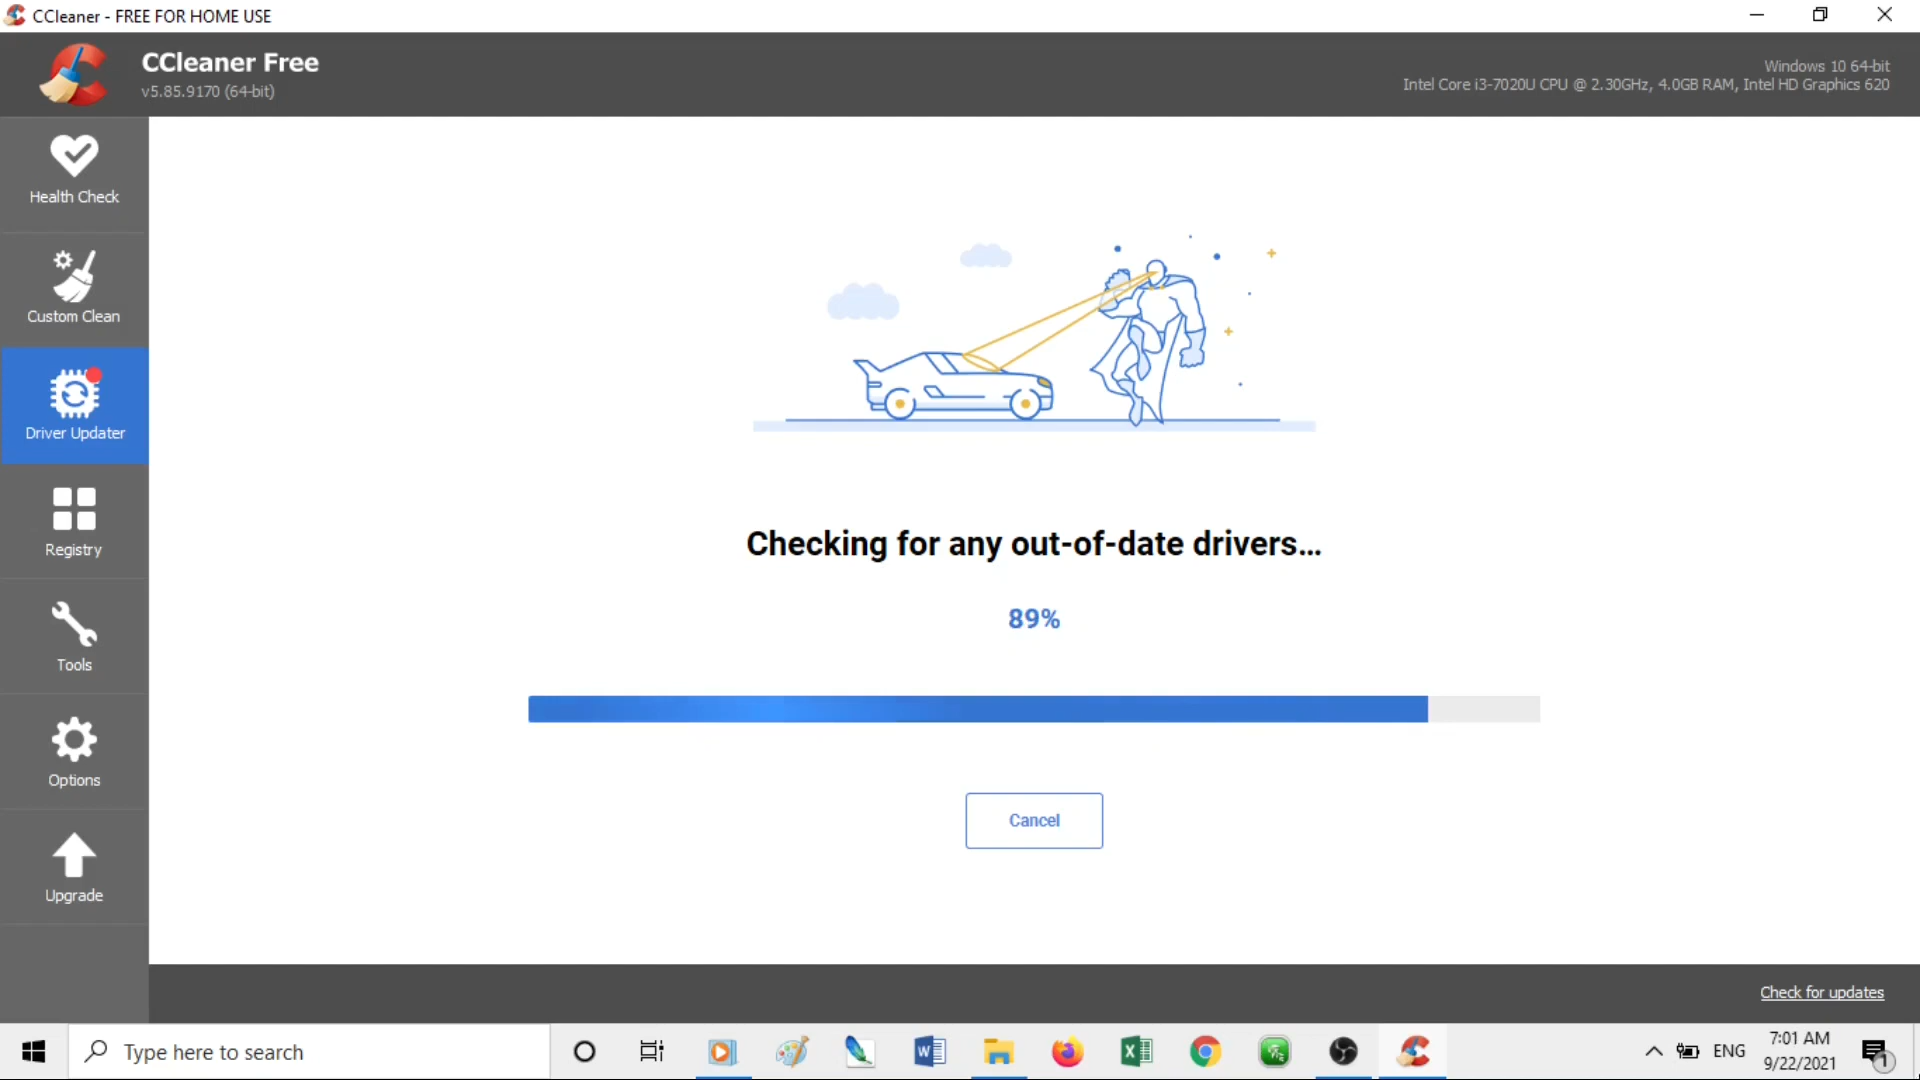 CCleaner - FREE FOR HOME USE
CCleaner Free
v5.85.9170 (64-bit)
Windows 10 64-bit
Intel Core i3-7020U CPU @ 2.30GHz, 4.0GB RAM, Intel HD Graphics 620
Health Check
Custom Clean
Driver Updater
Registry
Tools
Options
Upgrade
Checking for any out-of-date drivers...
89%
Cancel
Check for updates
Type here to search
ENG
7:01 AM
9/22/2021
1